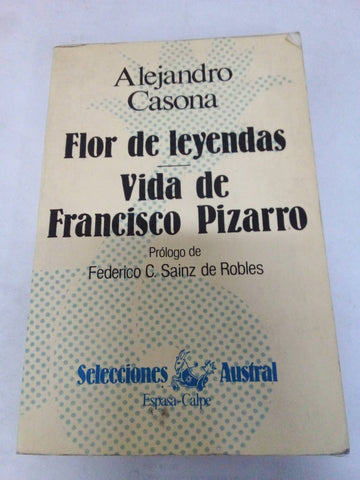 Alejandro
Casona
Flor de leyendas
Vida de
Francisco Pizarro
Prólogo de
Federico C. Sainz de Robles
Selecciones Austral
Espasa-Calpe